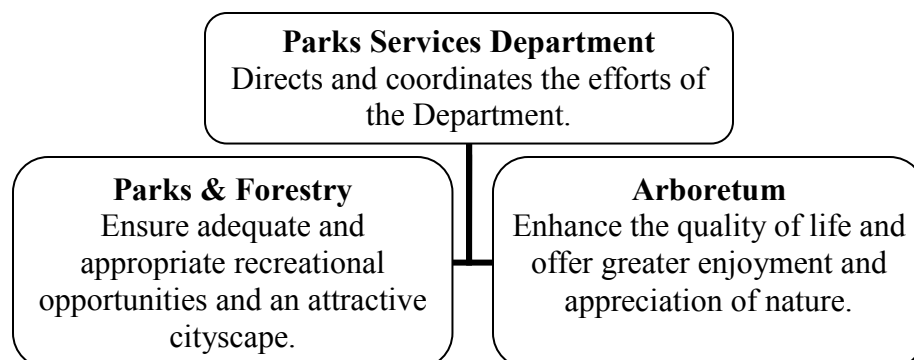 Parks Services Department
Directs and coordinates the efforts of
the Department.
Parks & Forestry
Ensure adequate and
appropriate recreational
opportunities and an attractive
cityscape.
Arboretum
Enhance the quality of life and
offer greater enjoyment and
appreciation of nature.